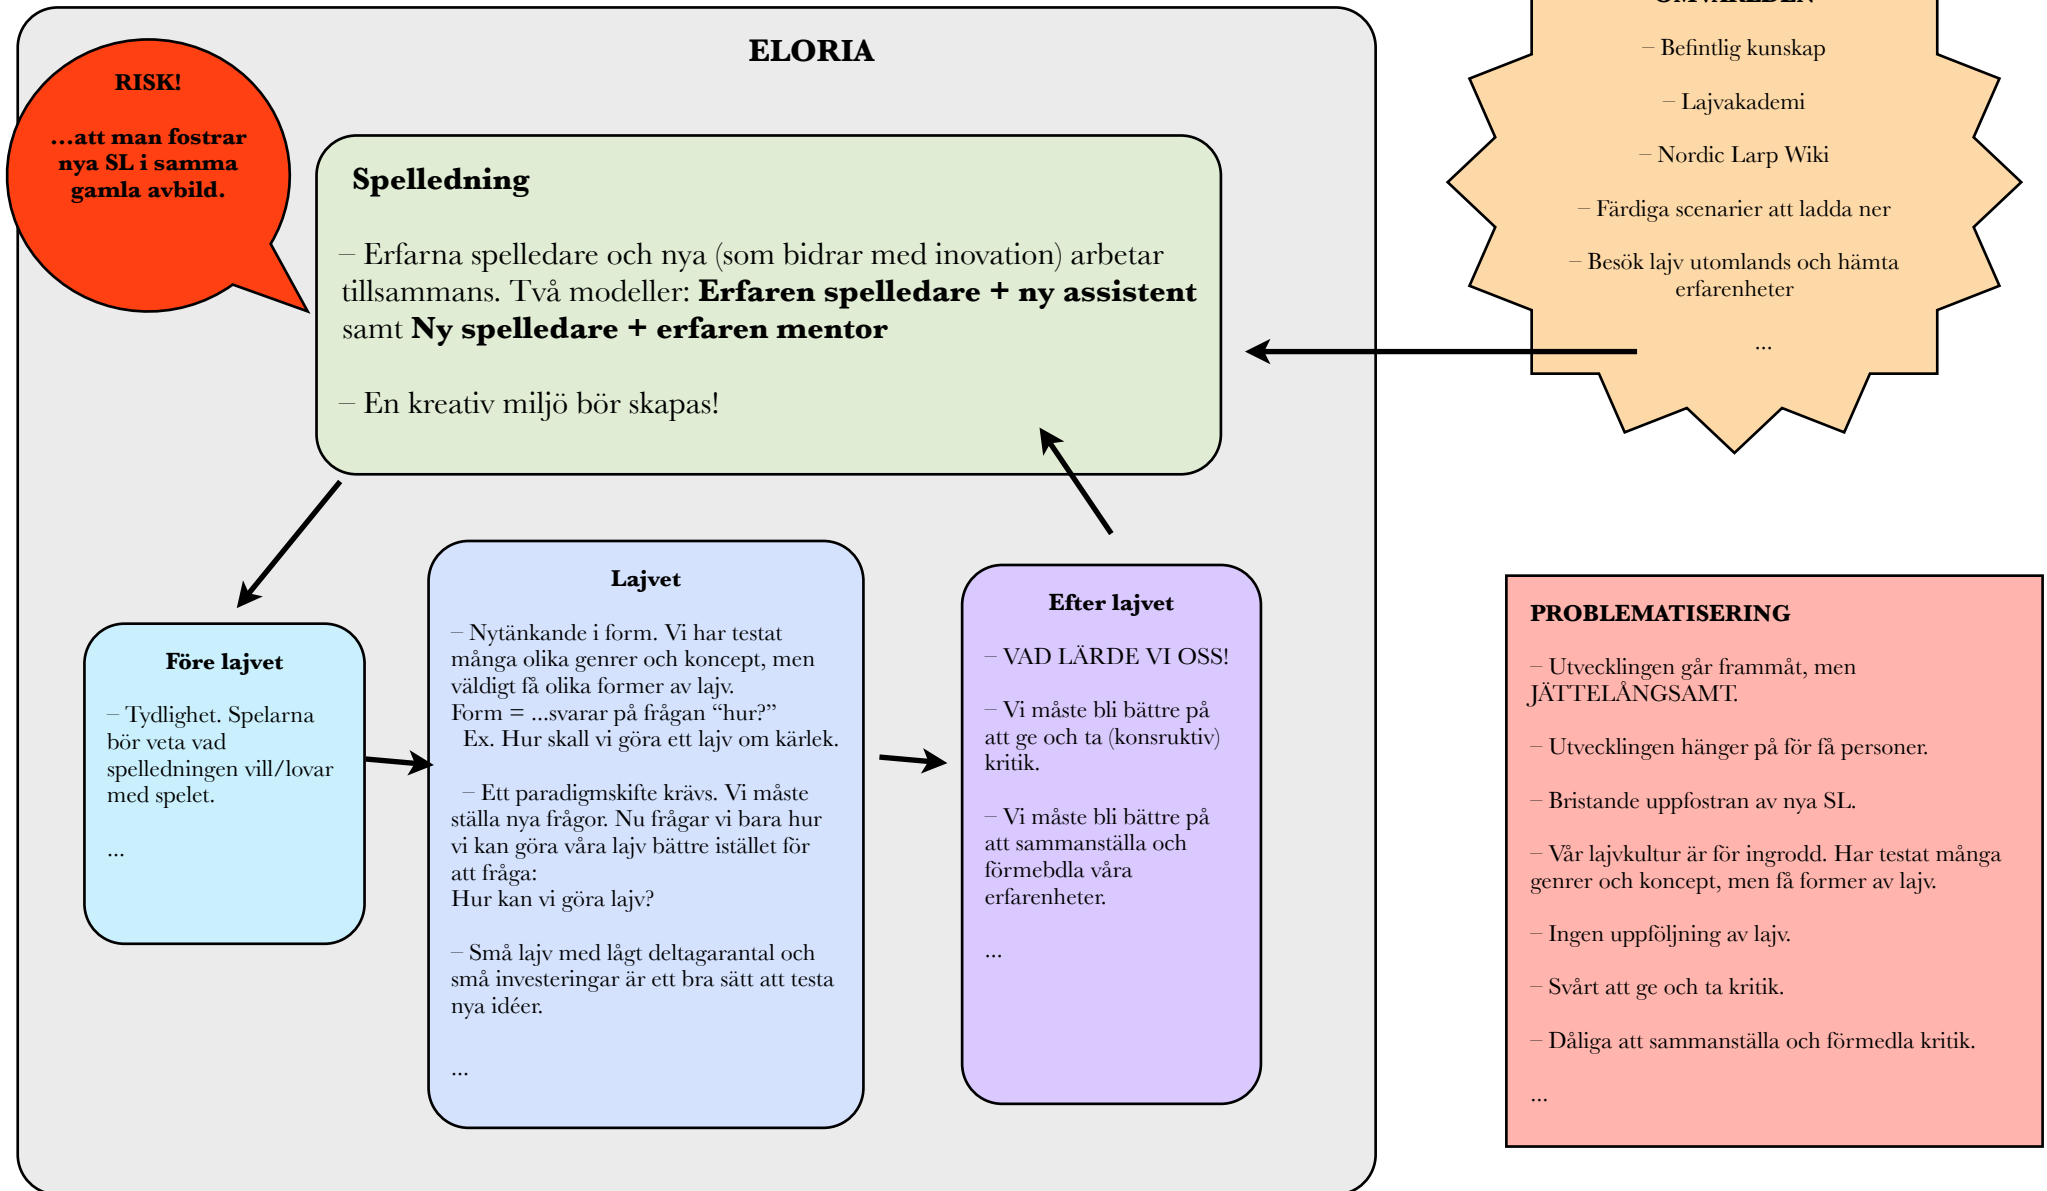 ELORIA
RISK!
...att man fostrar
nya SL i samma
gamla avbild.
Spelledning
– Erfarna spelledare och nya (som bidrar med inovation) arbetar
tillsammans. Två modeller: Erfaren spelledare + ny assistent
samt Ny spelledare + erfaren mentor
– En kreativ miljö bör skapas!
Före lajvet
– Tydlighet. Spelarna
bör veta vad
spelledningen vill/lovar
med spelet.
...
Lajvet
– Nytänkande i form. Vi har testat
många olika genrer och koncept, men
väldigt få olika former av lajv.
Form = ...svarar på frågan “hur?”
Ex. Hur skall vi göra ett lajv om kärlek.
– Ett paradigmskifte krävs. Vi måste
ställa nya frågor. Nu frågar vi bara hur
vi kan göra våra lajv bättre istället för
att fråga:
Hur kan vi göra lajv?
– Små lajv med lågt deltagarantal och
små investeringar är ett bra sätt att testa
nya idéer.
...
Efter lajvet
– VAD LÄRDE VI OSS!
– Vi måste bli bättre på
att ge och ta (konsruktiv)
kritik.
– Vi måste bli bättre på
att sammanställa och
förmebdla våra
erfarenheter.
...
OMVÄRLDEN
– Befintlig kunskap
– Lajvakademi
– Nordic Larp Wiki
– Färdiga scenarier att ladda ner
– Besök lajv utomlands och hämta
erfarenheter
...
PROBLEMATISERING
– Utvecklingen går frammåt, men
JÄTTELÅNGSAMT.
– Utvecklingen hänger på för få personer.
– Bristande uppfostran av nya SL.
– Vår lajvkultur är för ingrodd. Har testat många
genrer och koncept, men få former av lajv.
– Ingen uppföljning av lajv.
– Svårt att ge och ta kritik.
– Dåliga att sammanställa och förmedla kritik.
...